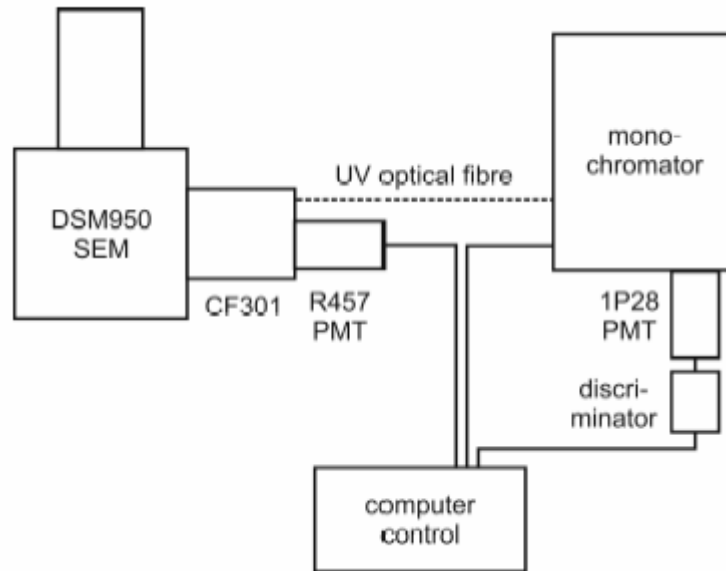 mono-
chromator
UV optical fibre
DSM950
SEM
CF301
R457
PMT
1P28
PMT
discri-
minator
computer
control